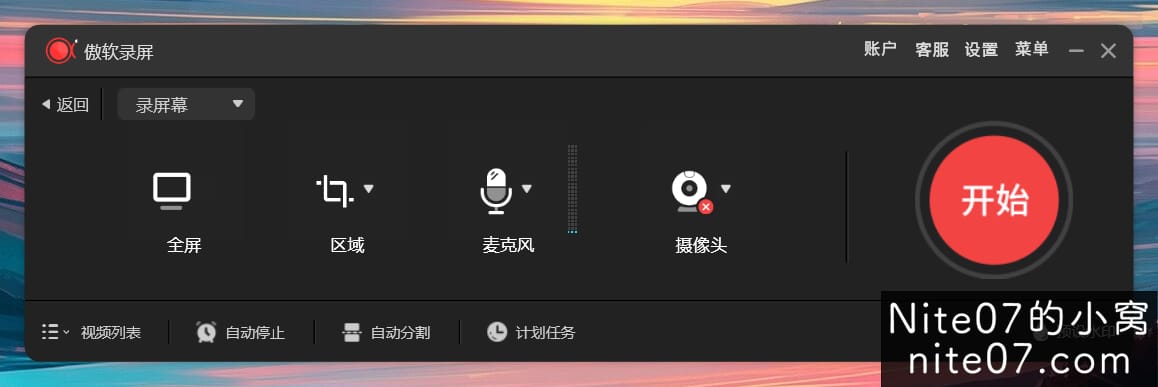 傲软录屏
账户 客服 设置 菜单
返回 录屏幕
开始
全屏 区域 麦克风 摄像头
视频列表 自动停止 自动分割 计划任务
Nite07的小窝
nite07.com